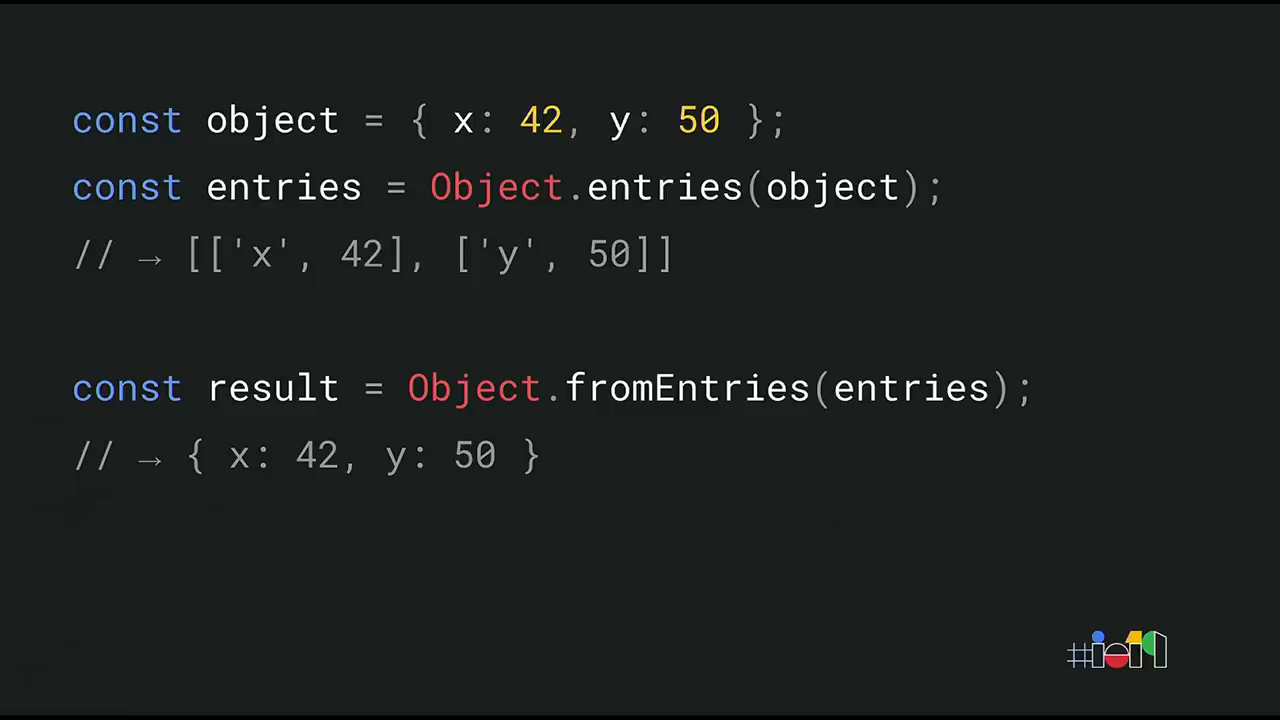 const object = { x: 42, y: 50 };
const entries = Object.entries(object);
// → [['x', 42], ['y', 50]]
const result = Object.fromEntries(entries);
// → { x: 42, y: 50 }
#io19